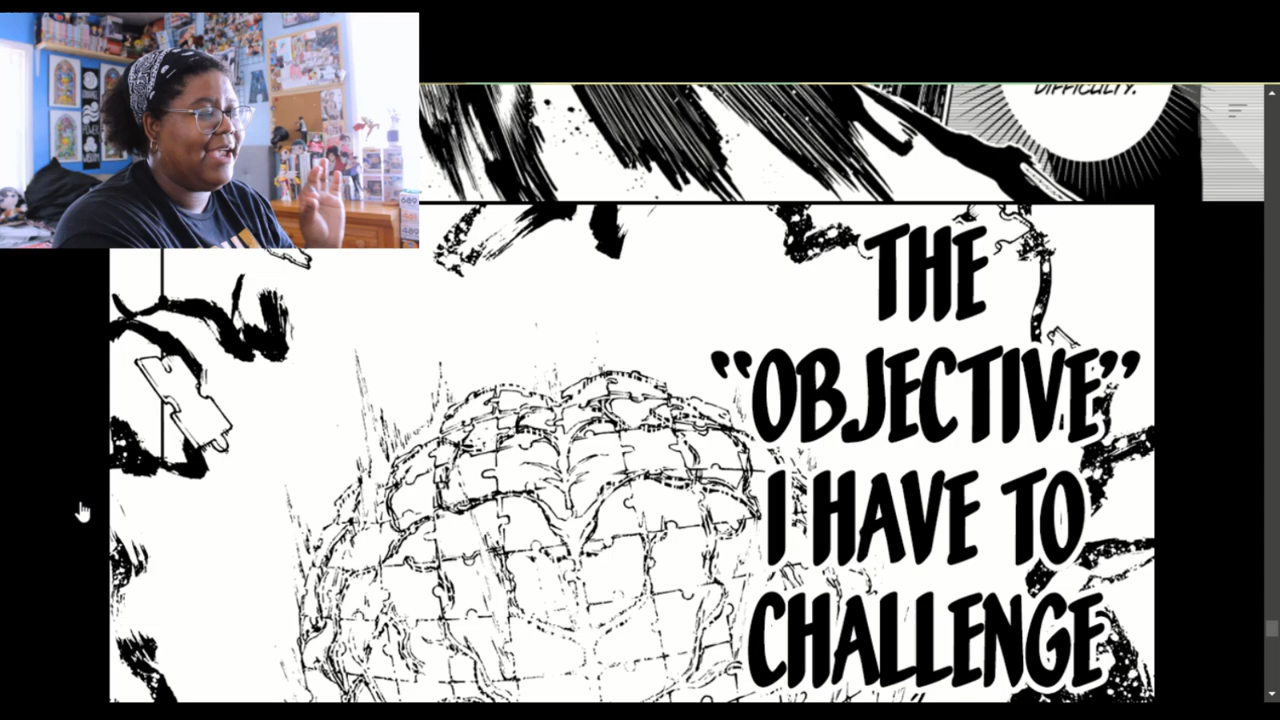 DIFFICULTY.
THE
"OBJECTIVE"
I HAVE TO
CHALLENGE